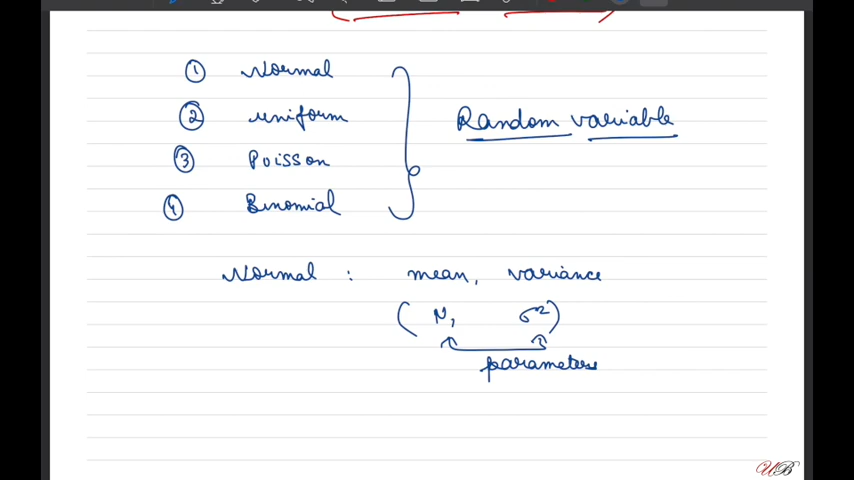 ① Normal
② uniform
③ Poisson
④ Binomial
Random variable
Normal : mean, variance
(μ, σ²)
parameters
UB